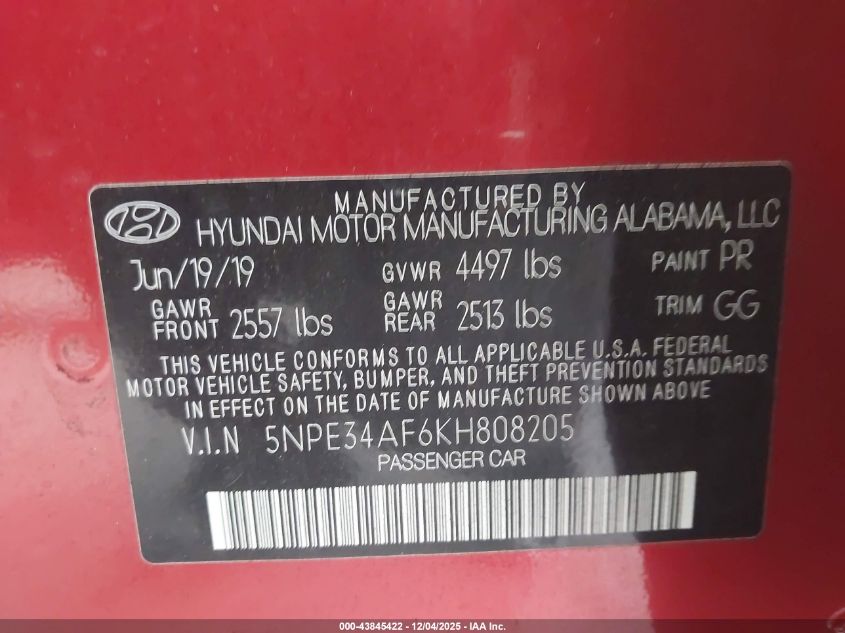 MANUFACTURED BY
HYUNDAI MOTOR MANUFACTURING ALABAMA, LLC
Jun/19/19 GVWR 4497 lbs PAINT PR
GAWR FRONT 2557 lbs GAWR REAR 2513 lbs TRIM GG
THIS VEHICLE CONFORMS TO ALL APPLICABLE U.S.A. FEDERAL
MOTOR VEHICLE SAFETY, BUMPER, AND THEFT PREVENTION STANDARDS
IN EFFECT ON THE DATE OF MANUFACTURE SHOWN ABOVE
V.I.N 5NPE34AF6KH808205
PASSENGER CAR
000-43845422 - 12/04/2025 - IAA Inc.